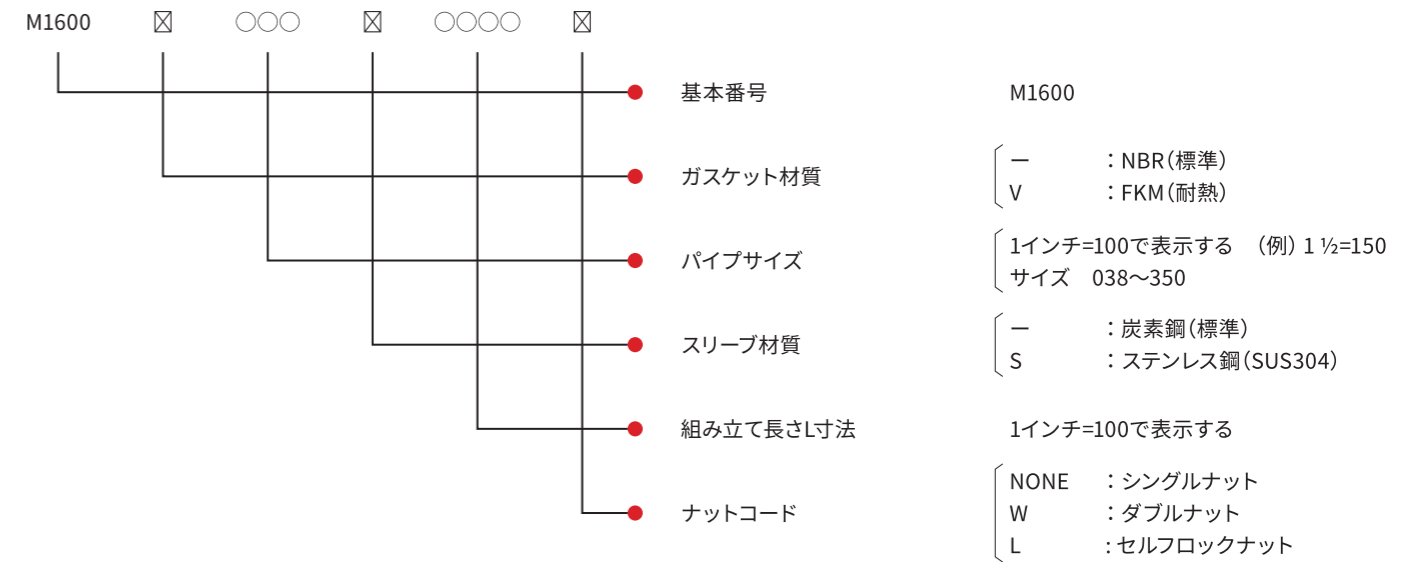 M1600 ☒ ○○○ ☒ ○○○○ ☒
基本番号 M1600
ガスケット材質
ー ：NBR（標準）
V ：FKM（耐熱）
パイプサイズ
1インチ=100で表示する （例）1 ½=150
サイズ 038〜350
スリーブ材質
ー ：炭素鋼（標準）
S ：ステンレス鋼（SUS304）
組み立て長さL寸法 1インチ=100で表示する
ナットコード
NONE ：シングルナット
W ：ダブルナット
L ：セルフロックナット